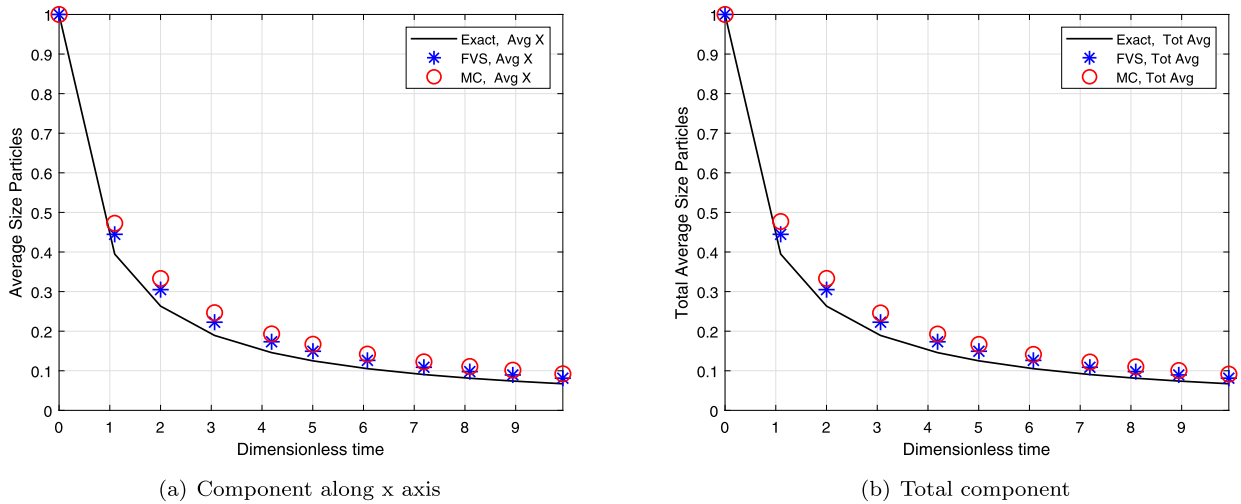 1
0.9
0.8
0.7
0.6
0.5
0.4
0.3
0.2
0.1
0
Average Size Particles
Exact, Avg X
FVS, Avg X
MC, Avg X
0 1 2 3 4 5 6 7 8 9
Dimensionless time
(a) Component along x axis
1
0.9
0.8
0.7
0.6
0.5
0.4
0.3
0.2
0.1
0
Total Average Size Particles
Exact, Tot Avg
FVS, Tot Avg
MC, Tot Avg
0 1 2 3 4 5 6 7 8 9
Dimensionless time
(b) Total component